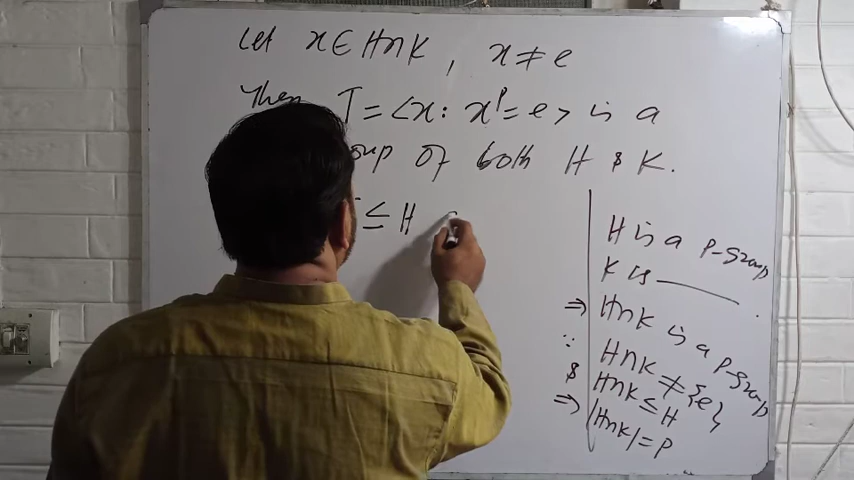 Let x∈H∩K, x≠e
Then T=<x: x^p=e> is a
oup of both H & K.
≤ H
H is a p-group
K is ———.
⇒ H∩K is a p-group
∵ H∩K ≠ {e}
& H∩K ≤ H
⇒ |H∩K| = p